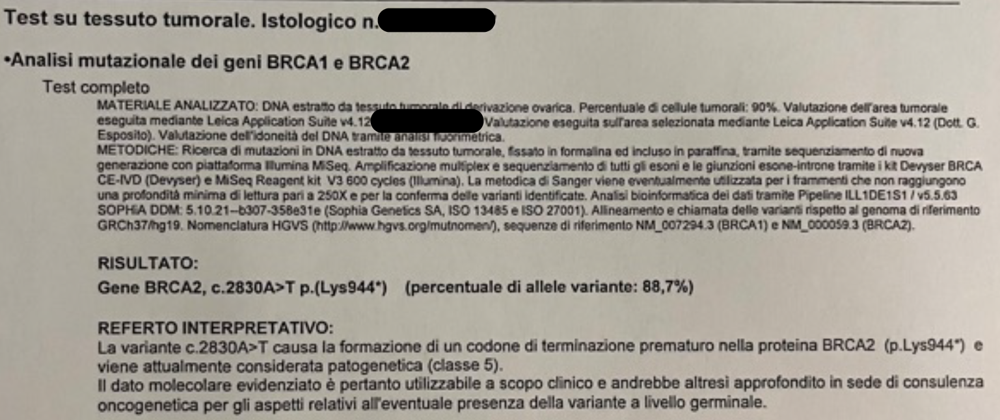 Test su tessuto tumorale. Istologico n.
•Analisi mutazionale dei geni BRCA1 e BRCA2
Test completo
MATERIALE ANALIZZATO: DNA estratto da tessuto tumorale di derivazione ovarica. Percentuale di cellule tumorali: 90%. Valutazione dell'area tumorale
eseguita mediante Leica Application Suite v4.12 Valutazione eseguita sull'area selezionata mediante Leica Application Suite v4.12 (Dott. G.
Esposito). Valutazione dell'idoneità del DNA tramite analisi fluorimetrica.
METODICHE: Ricerca di mutazioni in DNA estratto da tessuto tumorale, fissato in formalina ed incluso in paraffina, tramite sequenziamento di nuova
generazione con piattaforma Illumina MiSeq. Amplificazione multiplex e sequenziamento di tutti gli esoni e le giunzioni esone-introne tramite i kit Devyser BRCA
CE-IVD (Devyser) e MiSeq Reagent kit V3 600 cycles (Illumina). La metodica di Sanger viene eventualmente utilizzata per i frammenti che non raggiungono
una profondità minima di lettura pari a 250X e per la conferma delle varianti identificate. Analisi bioinformatica dei dati tramite Pipeline ILL1DE1S1 / v5.5.63
SOPHiA DDM: 5.10.21--b307-358e31e (Sophia Genetics SA, ISO 13485 e ISO 27001). Allineamento e chiamata delle varianti rispetto al genoma di riferimento
GRCh37/hg19. Nomenclatura HGVS (http://www.hgvs.org/mutnomen/), sequenze di riferimento NM_007294.3 (BRCA1) e NM_000059.3 (BRCA2).
RISULTATO:
Gene BRCA2, c.2830A>T p.(Lys944*) (percentuale di allele variante: 88,7%)
REFERTO INTERPRETATIVO:
La variante c.2830A>T causa la formazione di un codone di terminazione prematuro nella proteina BRCA2 (p.Lys944*) e
viene attualmente considerata patogenetica (classe 5).
Il dato molecolare evidenziato è pertanto utilizzabile a scopo clinico e andrebbe altresì approfondito in sede di consulenza
oncogenetica per gli aspetti relativi all'eventuale presenza della variante a livello germinale.